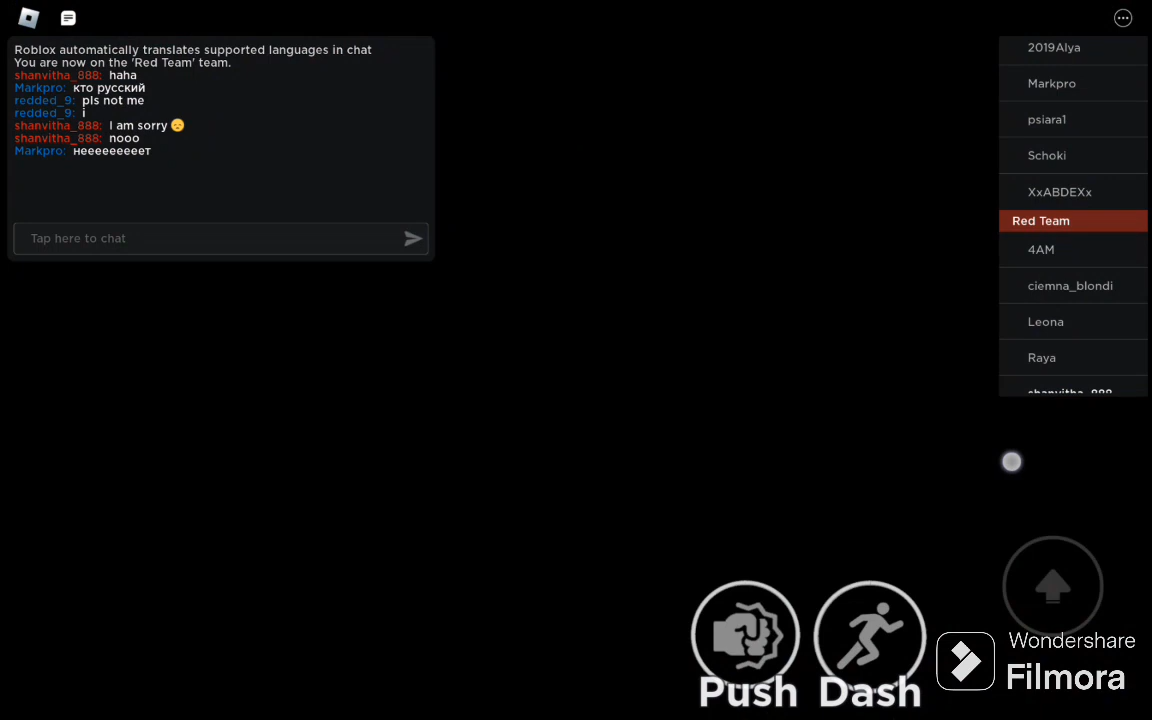 Roblox automatically translates supported languages in chat
You are now on the 'Red Team' team.
shanvitha_888: haha
Markpro: кто русский
redded_9: pls not me
redded_9: i
shanvitha_888: I am sorry 😞
shanvitha_888: nooo
Markpro: нееееееееет
Tap here to chat
2019Alya
Markpro
psiara1
Schoki
XxABDEXx
Red Team
4AM
ciemna_blondi
Leona
Raya
shanvitha_888
Push Dash
Wondershare
Filmora